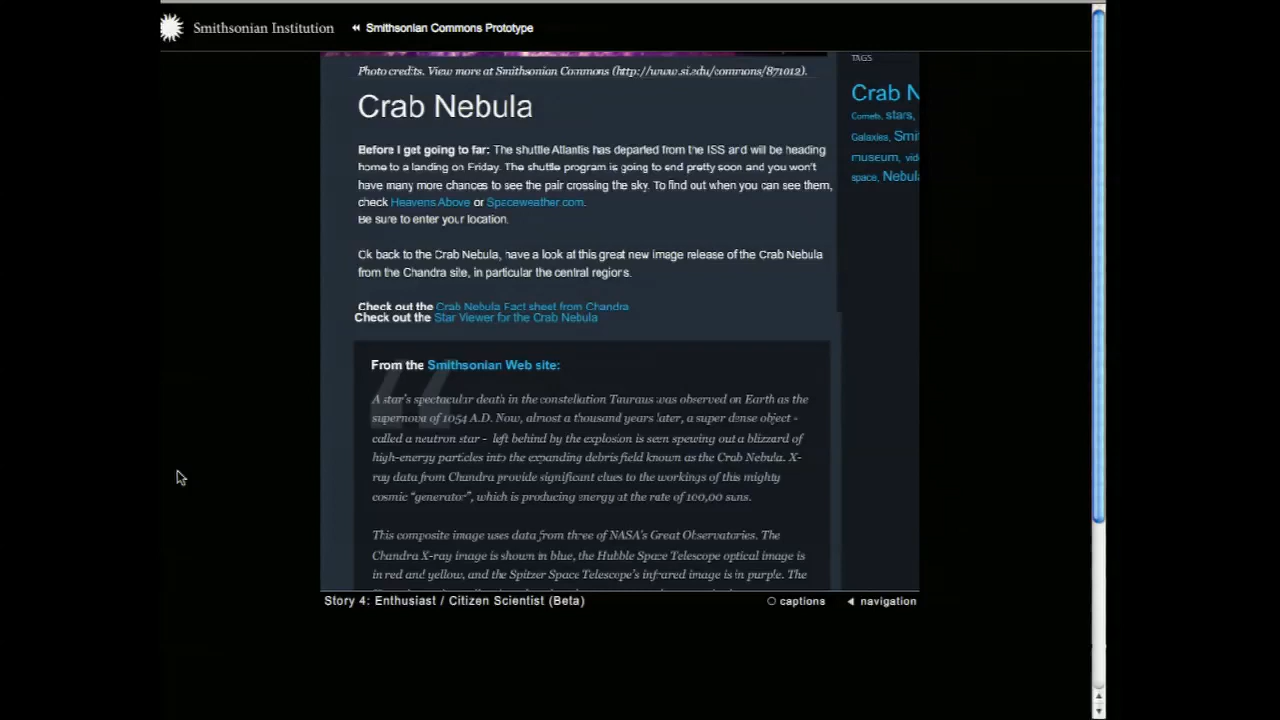 Smithsonian Institution
Smithsonian Commons Prototype
Photo credits. View more at Smithsonian Commons (http://www.si.edu/commons/871012).
TAGS
Crab Nebula
Crab N
Comets, stars,
Galaxies, Smit
museum, vid
space, Nebula
Before I get going to far: The shuttle Atlantis has departed from the ISS and will be heading
home to a landing on Friday. The shuttle program is going to end pretty soon and you won't
have many more chances to see the pair crossing the sky. To find out when you can see them,
check Heavens Above or Spaceweather.com.
Be sure to enter your location.
Ok back to the Crab Nebula, have a look at this great new image release of the Crab Nebula
from the Chandra site, in particular the central regions.
Check out the Crab Nebula Fact sheet from Chandra
Check out the Star Viewer for the Crab Nebula
From the Smithsonian Web site:
A star's spectacular death in the constellation Tauraus was observed on Earth as the
supernova of 1054 A.D. Now, almost a thousand years later, a super dense object -
called a neutron star - left behind by the explosion is seen spewing out a blizzard of
high-energy particles into the expanding debris field known as the Crab Nebula. X-
ray data from Chandra provide significant clues to the workings of this mighty
cosmic "generator", which is producing energy at the rate of 100,00 suns.
This composite image uses data from three of NASA's Great Observatories. The
Chandra X-ray image is shown in blue, the Hubble Space Telescope optical image is
in red and yellow, and the Spitzer Space Telescope's infrared image is in purple. The
Story 4: Enthusiast / Citizen Scientist (Beta)
captions
navigation